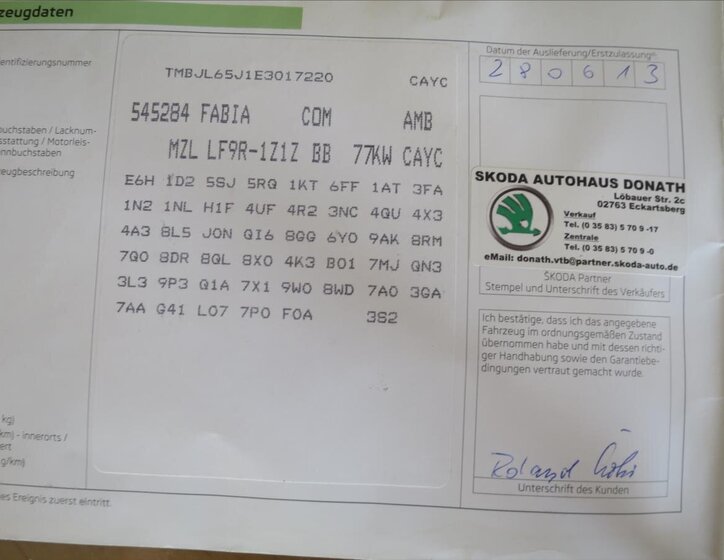 zeugdaten
entifizierungsnummer
TMBJL65J1E3017220 CAYC
545284 FABIA COM AMB
MZL LF9R-1Z1Z BB 77KW CAYC
buchstaben / Lacknum-
sstattung / Motorleis-
nnbuchstaben
zeugbeschreibung
E6H 1D2 5SJ 5RQ 1KT 6FF 1AT 3FA
1N2 1NL H1F 4UF 4R2 3NC 4QU 4X3
4A3 8L5 J0N QI6 8GG 6Y0 9AK 8RM
7Q0 8DR 8QL 8X0 4K3 B01 7MJ QN3
3L3 9P3 Q1A 7X1 9W0 8WD 7A0 3GA
7AA G41 L07 7P0 F0A 3S2
kg)
km) - innerorts /
ert
g/km)
es Ereignis zuerst eintritt.
Datum der Auslieferung/Erstzulassung
280613
SKODA AUTOHAUS DONATH
Löbauer Str. 2c
02763 Eckartsberg
Verkauf
Tel. (0 35 83) 5 70 9 -17
Zentrale
Tel. (0 35 83) 5 70 9 -0
eMail: donath.vtb@partner.skoda-auto.de
ŠKODA Partner
Stempel und Unterschrift des Verkäufers
Ich bestätige, dass ich das angegebene
Fahrzeug im ordnungsgemäßen Zustand
übernommen habe und mit dessen richti-
ger Handhabung sowie den Garantiebe-
dingungen vertraut gemacht wurde.
Roland
Unterschrift des Kunden